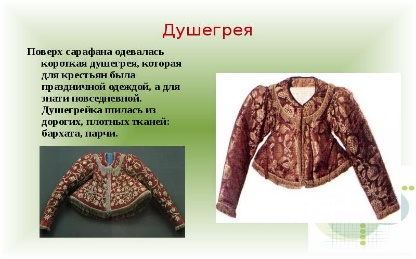 Душегрея
Поверх сарафана одевалась
короткая душегрея, которая
для крестьян была
праздничной одеждой, а для
знати повседневной.
Душегрейка шилась из
дорогих, плотных тканей:
бархата, парчи.